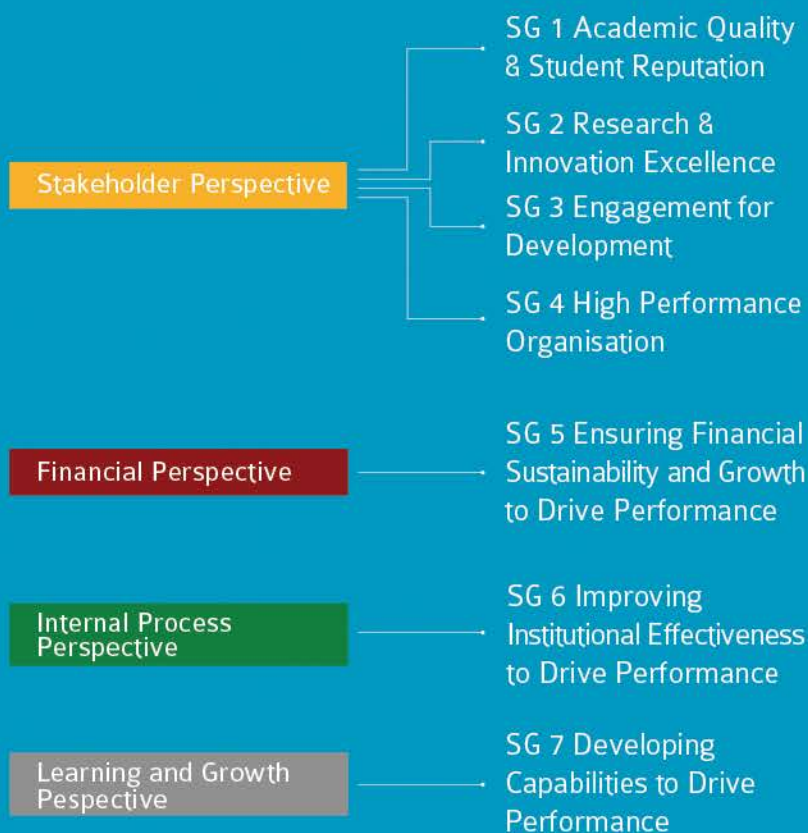 Stakeholder Perspective
SG 1 Academic Quality
& Student Reputation
SG 2 Research &
Innovation Excellence
SG 3 Engagement for
Development
SG 4 High Performance
Organisation
Financial Perspective
SG 5 Ensuring Financial
Sustainability and Growth
to Drive Performance
Internal Process
Perspective
SG 6 Improving
Institutional Effectiveness
to Drive Performance
Learning and Growth
Pespective
SG 7 Developing
Capabilities to Drive
Performance